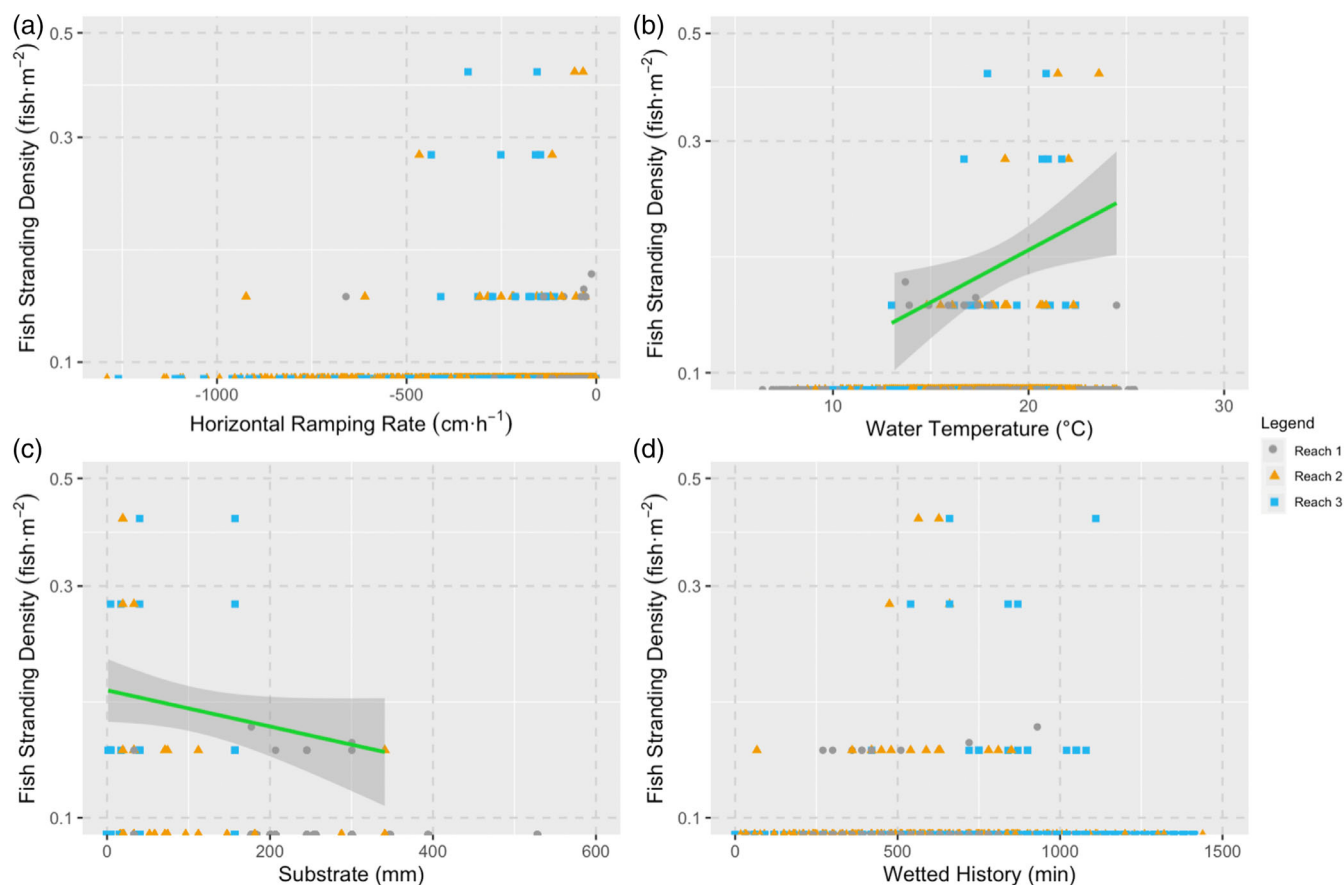 (a)
Fish Stranding Density (fish·m⁻²)
0.5
0.3
0.1
-1000
-500
0
Horizontal Ramping Rate (cm·h⁻¹)
(b)
Fish Stranding Density (fish·m⁻²)
0.5
0.3
0.1
10
20
30
Water Temperature (°C)
(c)
Fish Stranding Density (fish·m⁻²)
0.5
0.3
0.1
0
200
400
600
Substrate (mm)
(d)
Fish Stranding Density (fish·m⁻²)
0.5
0.3
0.1
0
500
1000
1500
Wetted History (min)
Legend
Reach 1
Reach 2
Reach 3